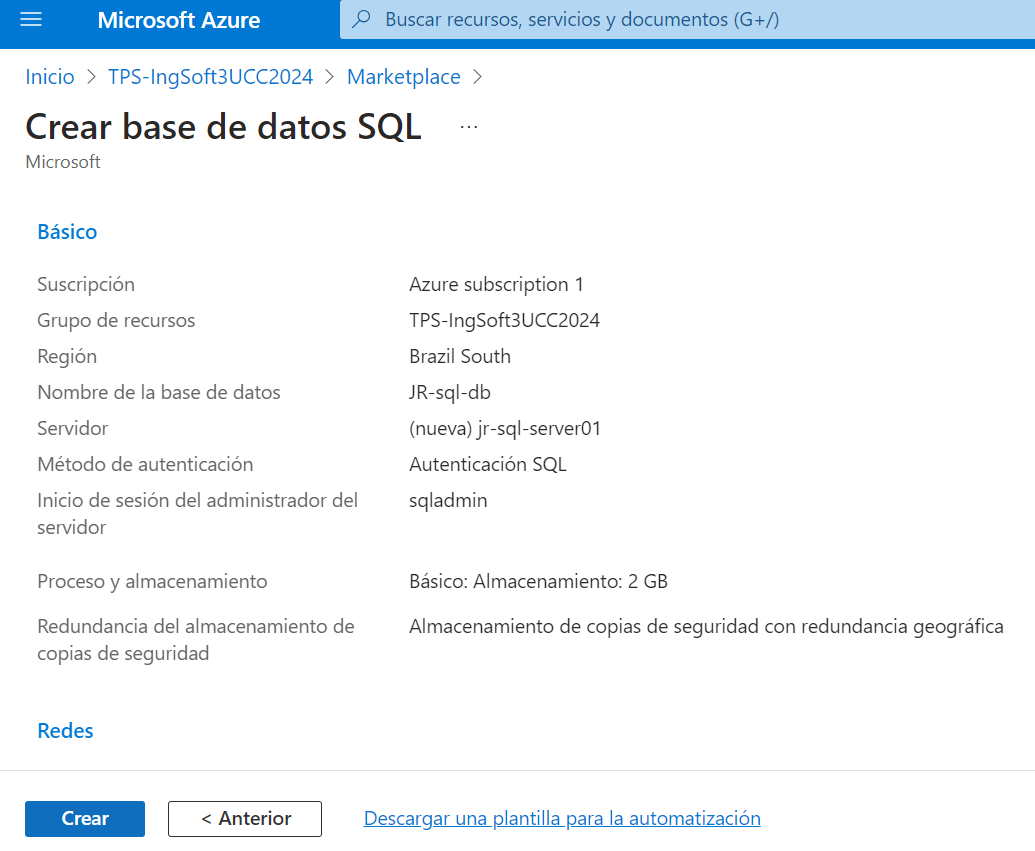 Microsoft Azure
Buscar recursos, servicios y documentos (G+/)
Inicio > TPS-IngSoft3UCC2024 > Marketplace >
Crear base de datos SQL ...
Microsoft
Básico
Suscripción Azure subscription 1
Grupo de recursos TPS-IngSoft3UCC2024
Región Brazil South
Nombre de la base de datos JR-sql-db
Servidor (nueva) jr-sql-server01
Método de autenticación Autenticación SQL
Inicio de sesión del administrador del sqladmin
servidor
Proceso y almacenamiento Básico: Almacenamiento: 2 GB
Redundancia del almacenamiento de Almacenamiento de copias de seguridad con redundancia geográfica
copias de seguridad
Redes
Crear < Anterior Descargar una plantilla para la automatización